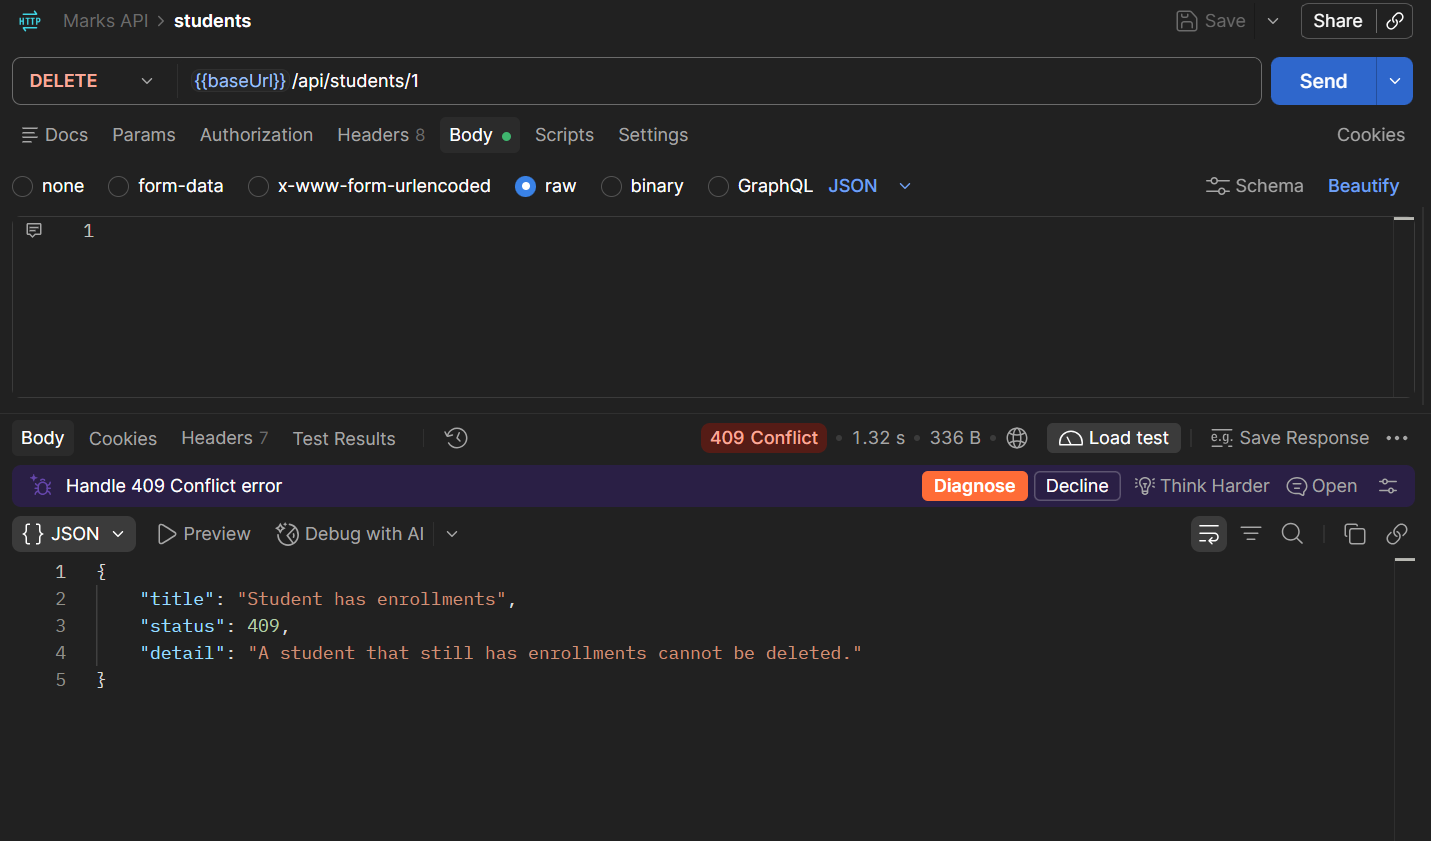 HTTP Marks API > students Save Share
DELETE {{baseUrl}} /api/students/1 Send
Docs Params Authorization Headers 8 Body Scripts Settings Cookies
none form-data x-www-form-urlencoded raw binary GraphQL JSON Schema Beautify
1
Body Cookies Headers 7 Test Results 409 Conflict • 1.32 s • 336 B • Load test e.g. Save Response
Handle 409 Conflict error Diagnose Decline Think Harder Open
{} JSON Preview Debug with AI
1 {
2 "title": "Student has enrollments",
3 "status": 409,
4 "detail": "A student that still has enrollments cannot be deleted."
5 }